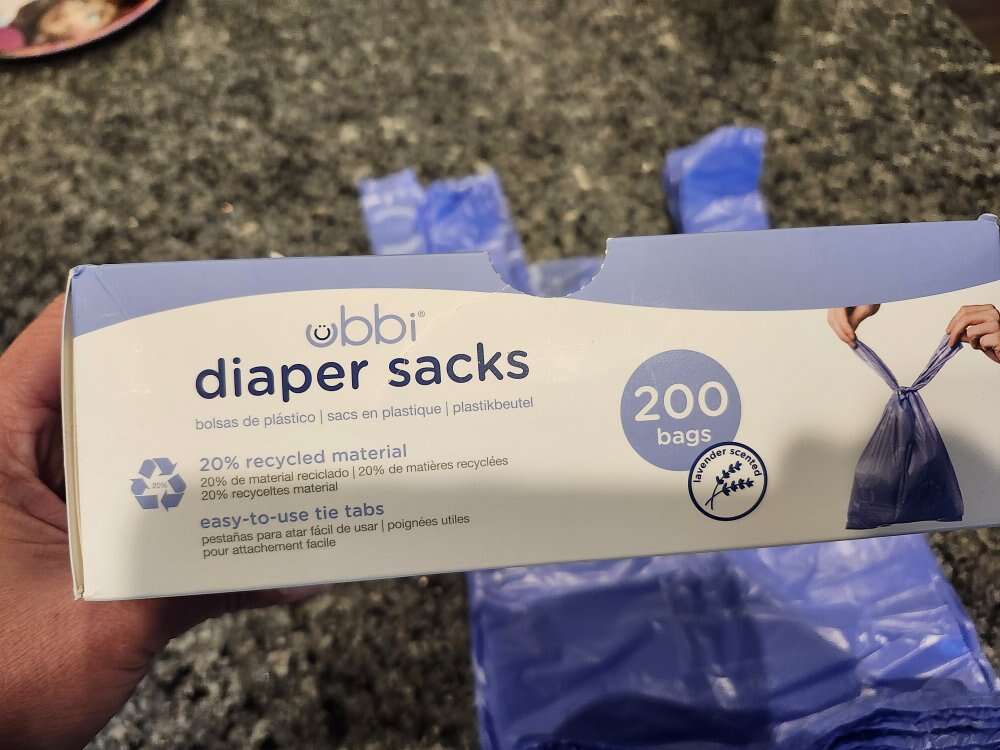 ubbi®
diaper sacks
bolsas de plástico | sacs en plastique | plastikbeutel
20%
20% recycled material
20% de material reciclado | 20% de matières recyclées
20% recyceltes material
easy-to-use tie tabs
pestañas para atar fácil de usar | poignées utiles
pour attachement facile
200
bags
lavender scented